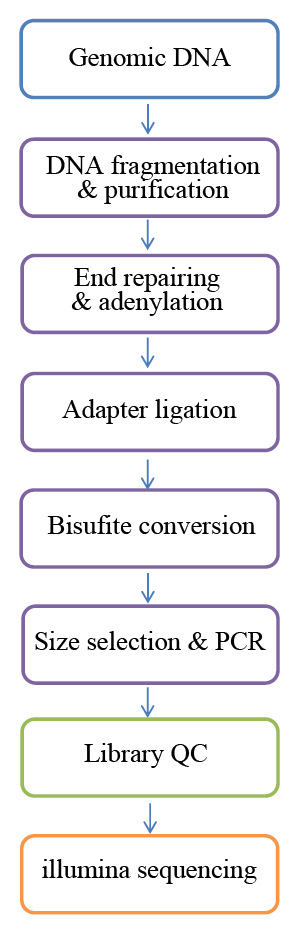 Genomic DNA
DNA fragmentation
& purification
End repairing
& adenylation
Adapter ligation
Bisufite conversion
Size selection & PCR
Library QC
illumina sequencing